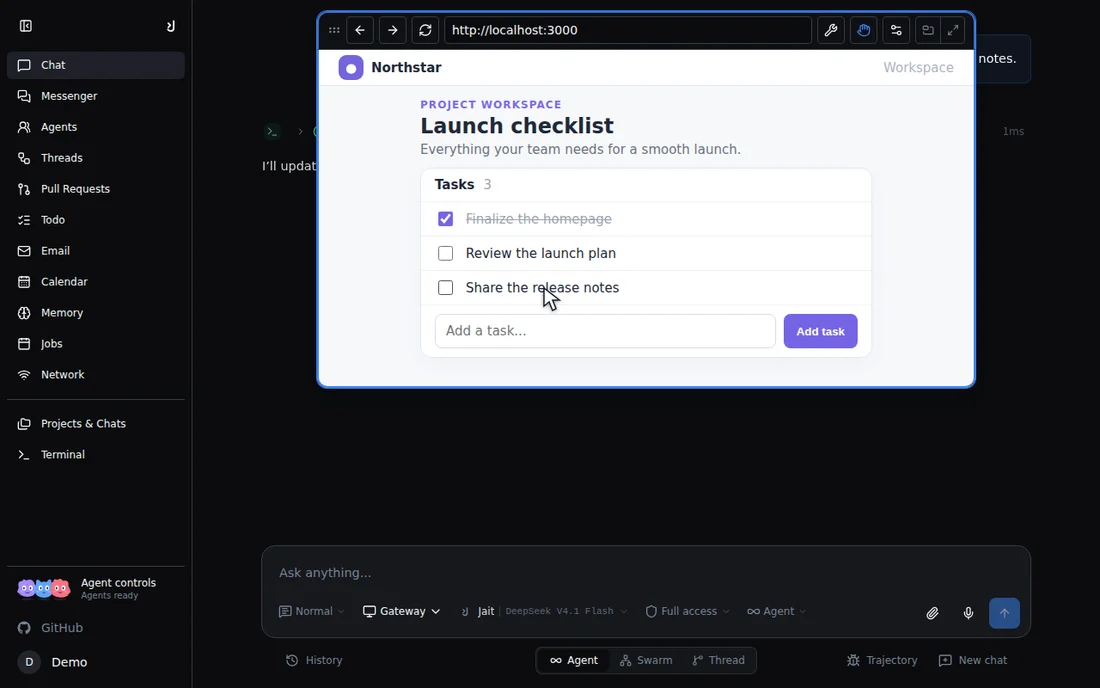 Chat
Messenger
Agents
Threads
Pull Requests
Todo
Email
Calendar
Memory
Jobs
Network
Projects & Chats
Terminal
Agent controls
Agents ready
GitHub
D Demo
http://localhost:3000
Northstar
Workspace
notes.
PROJECT WORKSPACE
Launch checklist
Everything your team needs for a smooth launch.
1ms
I’ll updat
Tasks 3
Finalize the homepage
Review the launch plan
Share the release notes
Add a task...
Add task
Ask anything...
Normal
Gateway
Jait | DeepSeek V4.1 Flash
Full access
Agent
History
Agent
Swarm
Thread
Trajectory
New chat